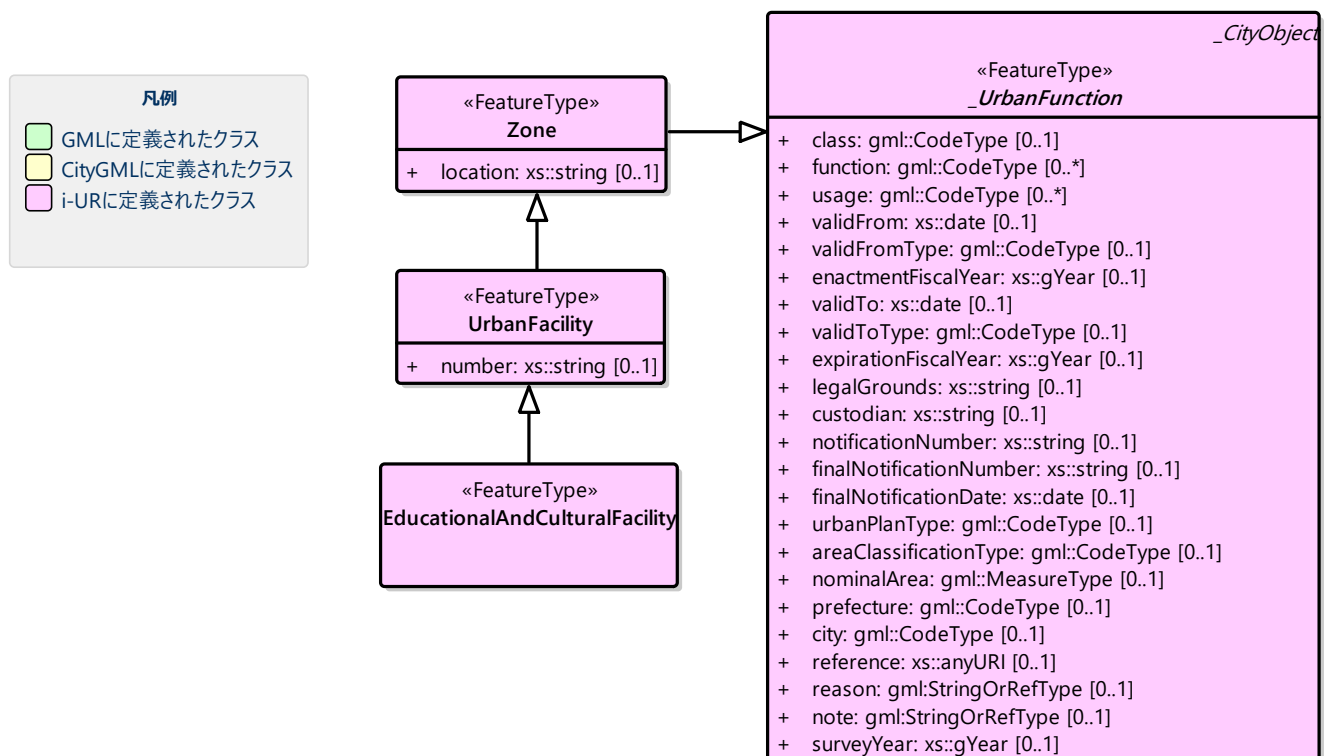 凡例
GMLに定義されたクラス
CityGMLに定義されたクラス
i-URに定義されたクラス
«FeatureType»
Zone
+ location: xs::string [0..1]
«FeatureType»
UrbanFacility
+ number: xs::string [0..1]
«FeatureType»
EducationalAndCulturalFacility
_CityObject
«FeatureType»
_UrbanFunction
+ class: gml::CodeType [0..1]
+ function: gml::CodeType [0..*]
+ usage: gml::CodeType [0..*]
+ validFrom: xs::date [0..1]
+ validFromType: gml::CodeType [0..1]
+ enactmentFiscalYear: xs::gYear [0..1]
+ validTo: xs::date [0..1]
+ validToType: gml::CodeType [0..1]
+ expirationFiscalYear: xs::gYear [0..1]
+ legalGrounds: xs::string [0..1]
+ custodian: xs::string [0..1]
+ notificationNumber: xs::string [0..1]
+ finalNotificationNumber: xs::string [0..1]
+ finalNotificationDate: xs::date [0..1]
+ urbanPlanType: gml::CodeType [0..1]
+ areaClassificationType: gml::CodeType [0..1]
+ nominalArea: gml::MeasureType [0..1]
+ prefecture: gml::CodeType [0..1]
+ city: gml::CodeType [0..1]
+ reference: xs::anyURI [0..1]
+ reason: gml:StringOrRefType [0..1]
+ note: gml:StringOrRefType [0..1]
+ surveyYear: xs::gYear [0..1]